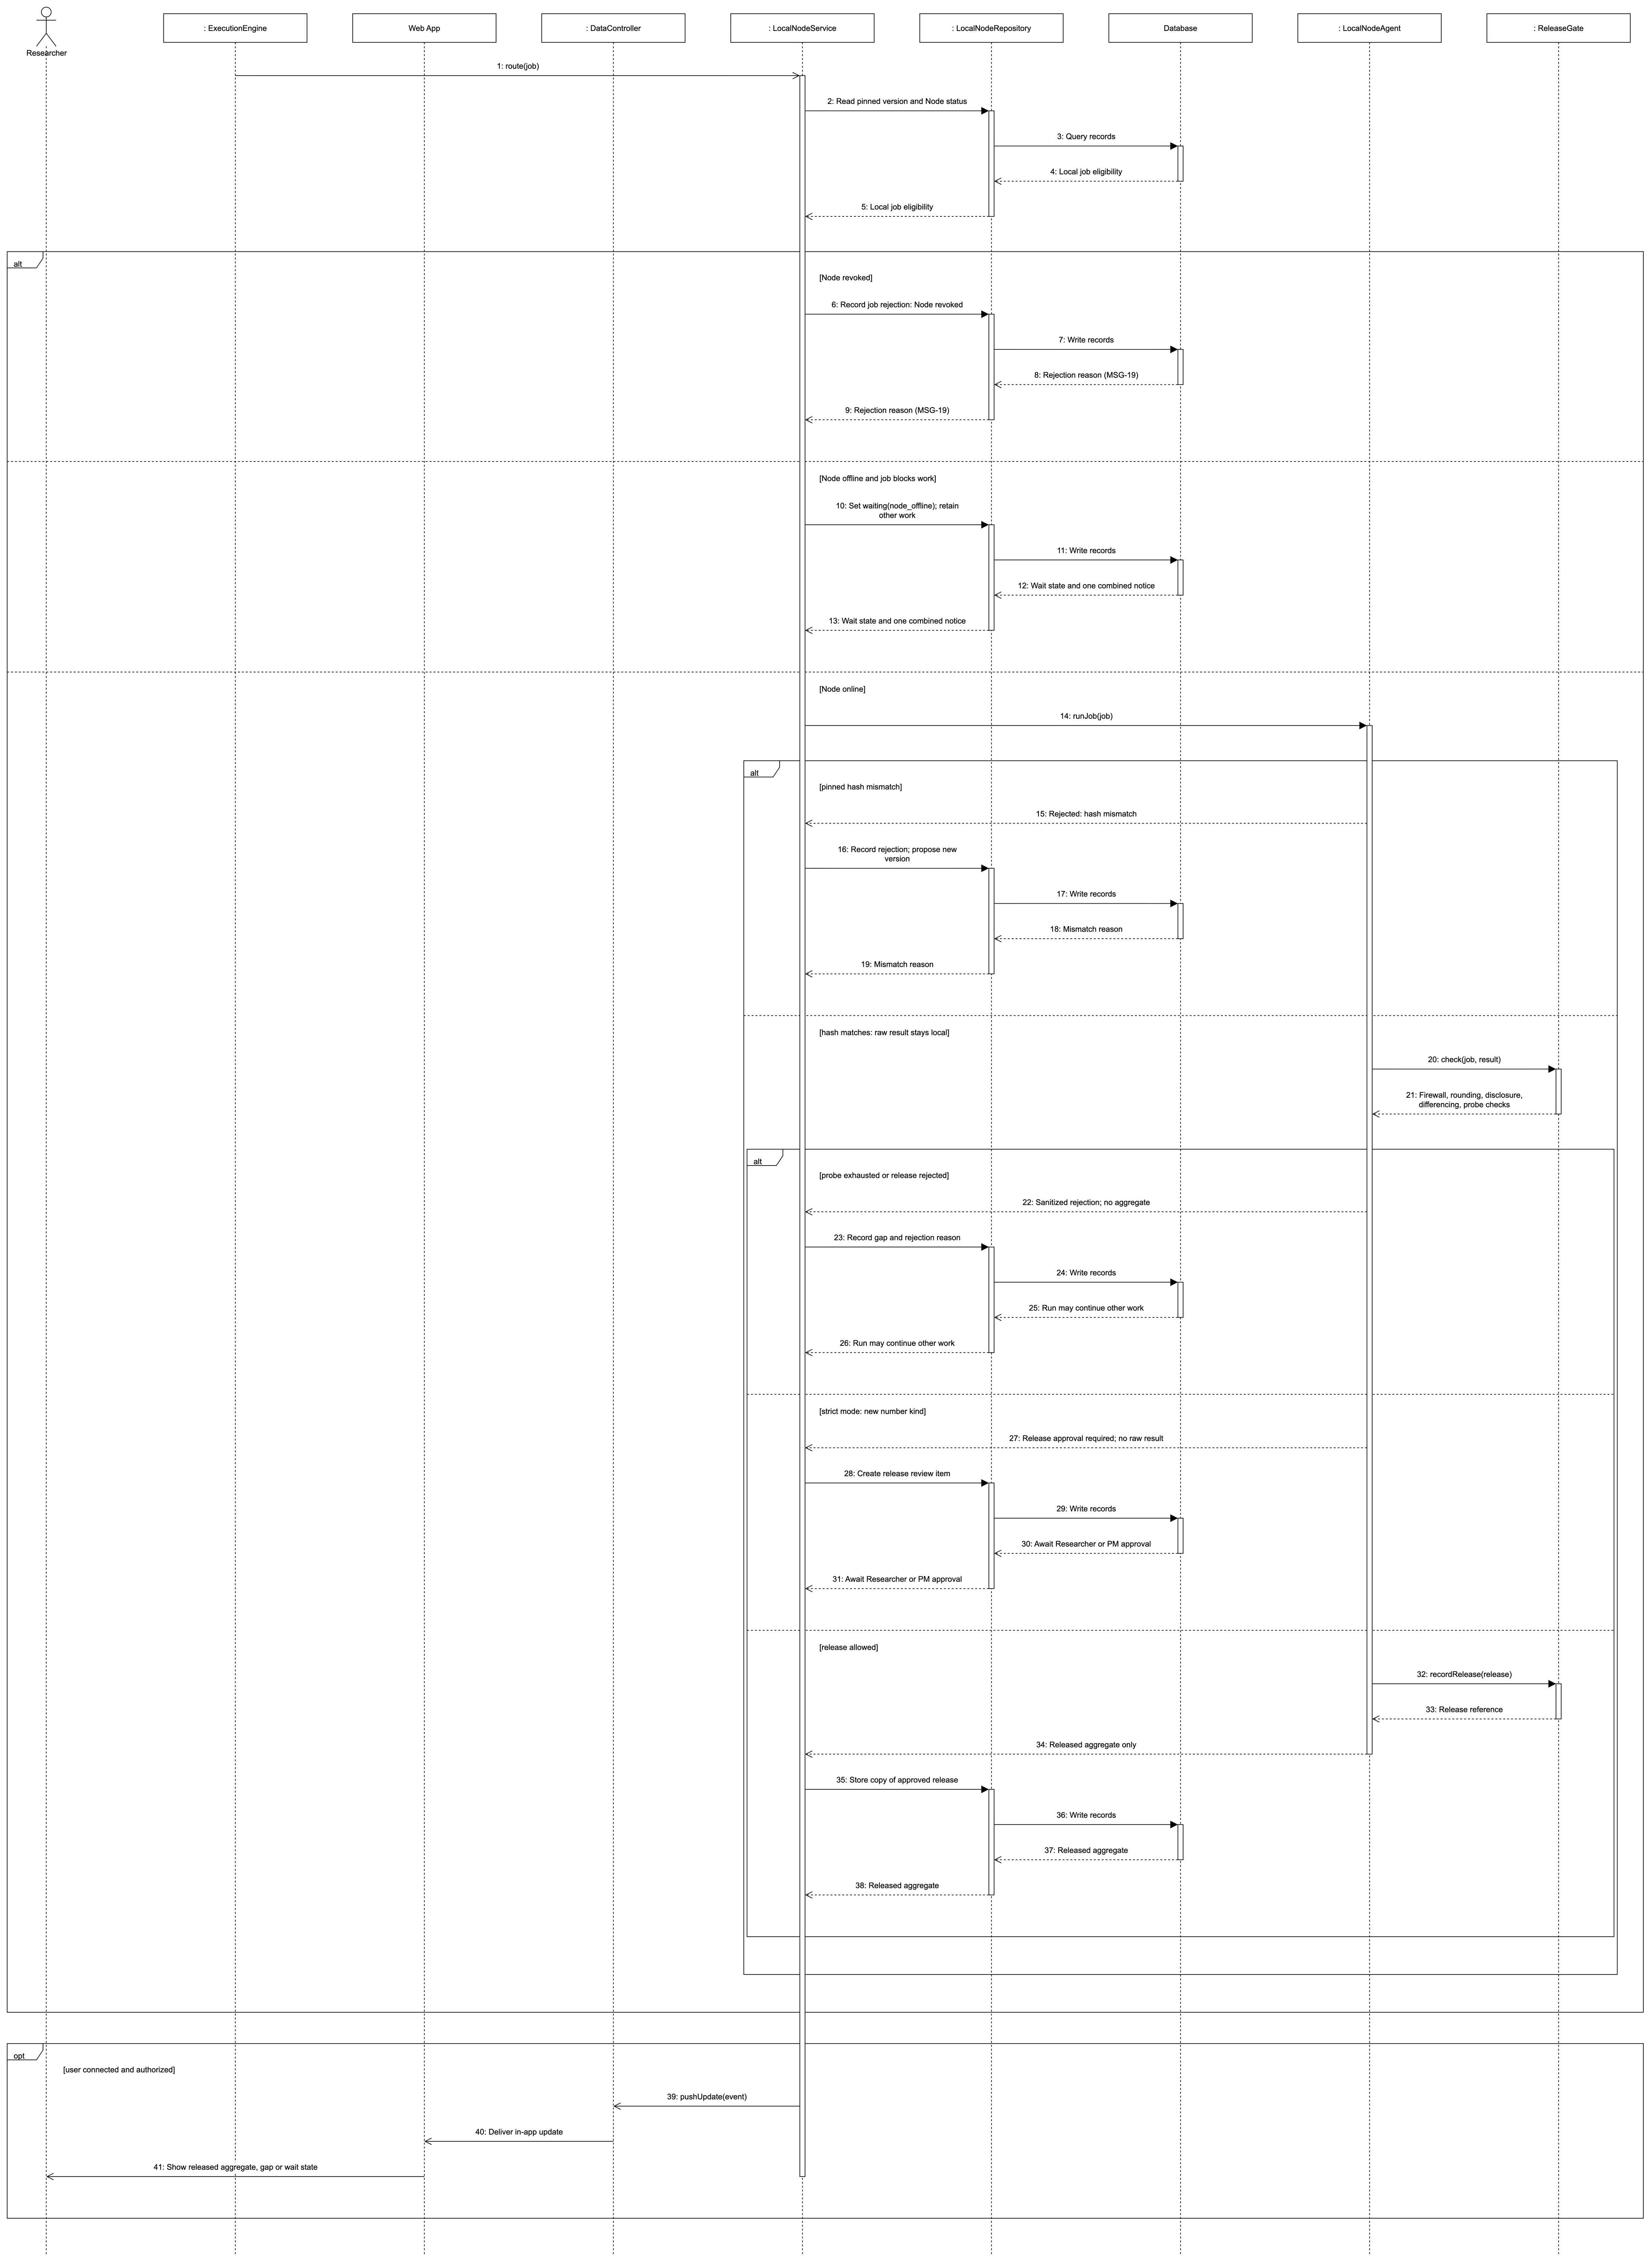 Researcher
: ExecutionEngine
Web App
: DataController
: LocalNodeService
: LocalNodeRepository
Database
: LocalNodeAgent
: ReleaseGate
1: route(job)
2: Read pinned version and Node status
3: Query records
4: Local job eligibility
5: Local job eligibility
alt
[Node revoked]
6: Record job rejection: Node revoked
7: Write records
8: Rejection reason (MSG-19)
9: Rejection reason (MSG-19)
[Node offline and job blocks work]
10: Set waiting(node_offline); retain
other work
11: Write records
12: Wait state and one combined notice
13: Wait state and one combined notice
[Node online]
14: runJob(job)
alt
[pinned hash mismatch]
15: Rejected: hash mismatch
16: Record rejection; propose new
version
17: Write records
18: Mismatch reason
19: Mismatch reason
[hash matches: raw result stays local]
20: check(job, result)
21: Firewall, rounding, disclosure,
differencing, probe checks
alt
[probe exhausted or release rejected]
22: Sanitized rejection; no aggregate
23: Record gap and rejection reason
24: Write records
25: Run may continue other work
26: Run may continue other work
[strict mode: new number kind]
27: Release approval required; no raw result
28: Create release review item
29: Write records
30: Await Researcher or PM approval
31: Await Researcher or PM approval
[release allowed]
32: recordRelease(release)
33: Release reference
34: Released aggregate only
35: Store copy of approved release
36: Write records
37: Released aggregate
38: Released aggregate
opt
[user connected and authorized]
39: pushUpdate(event)
40: Deliver in-app update
41: Show released aggregate, gap or wait state